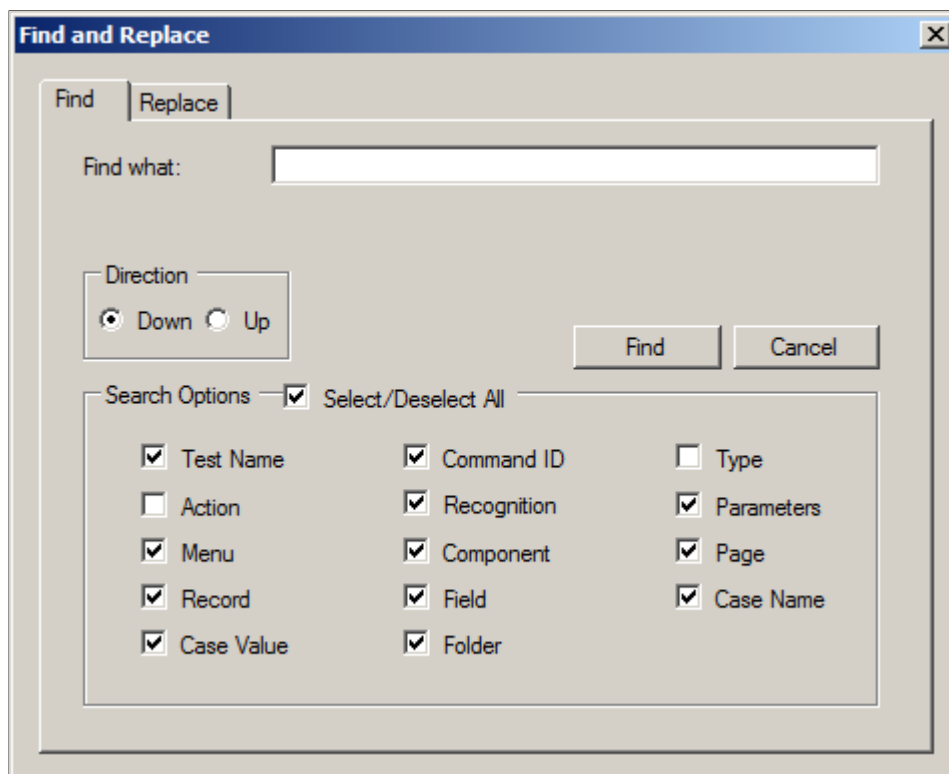 Find and Replace
Find Replace
Find what:
Direction
Down Up
Find Cancel
Search Options Select/Deselect All
Test Name Command ID Type
Action Recognition Parameters
Menu Component Page
Record Field Case Name
Case Value Folder